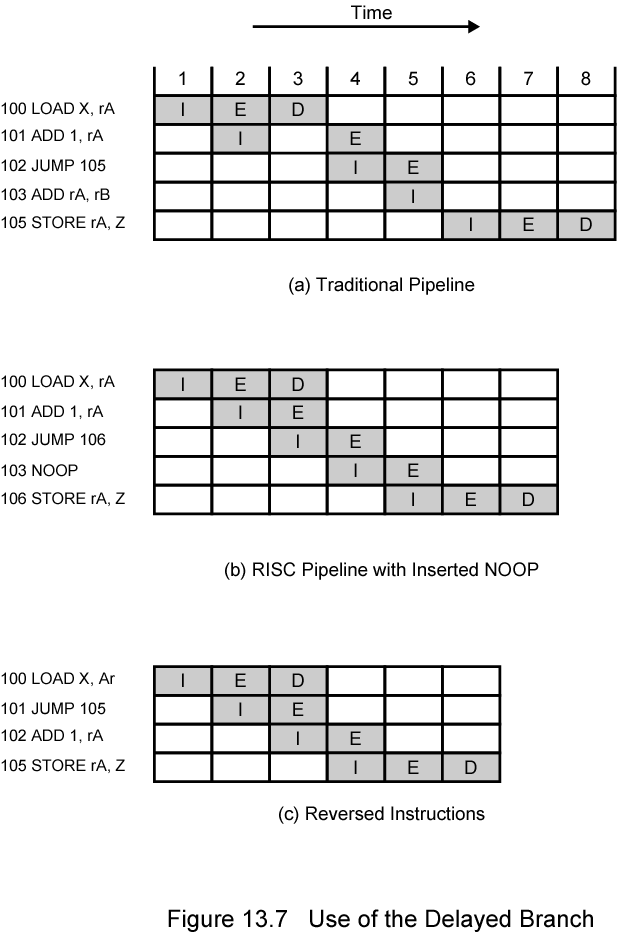 Time
1 2 3 4 5 6 7 8
100 LOAD X, rA I E D
101 ADD 1, rA I E
102 JUMP 105 I E
103 ADD rA, rB I
105 STORE rA, Z I E D
(a) Traditional Pipeline
100 LOAD X, rA I E D
101 ADD 1, rA I E
102 JUMP 106 I E
103 NOOP I E
106 STORE rA, Z I E D
(b) RISC Pipeline with Inserted NOOP
100 LOAD X, Ar I E D
101 JUMP 105 I E
102 ADD 1, rA I E
105 STORE rA, Z I E D
(c) Reversed Instructions
Figure 13.7 Use of the Delayed Branch